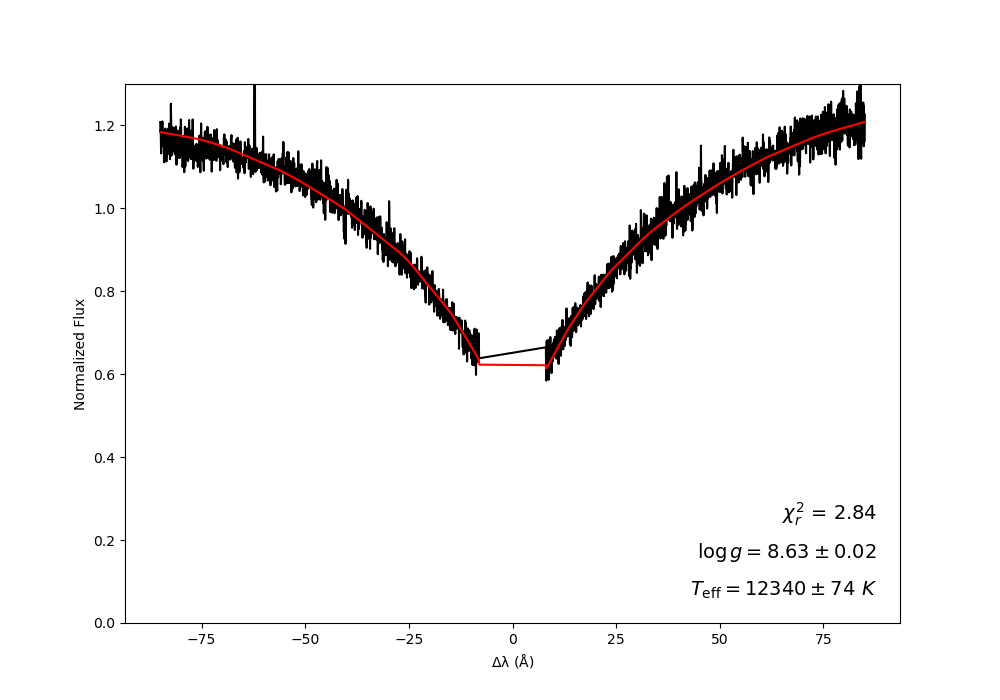 1.2
1.0
0.8
0.6
0.4
0.2
0.0
Normalized Flux
χ²ᵣ = 2.84
log g = 8.63 ± 0.02
T_eff = 12340 ± 74 K
−75 −50 −25 0 25 50 75
Δλ (Å)